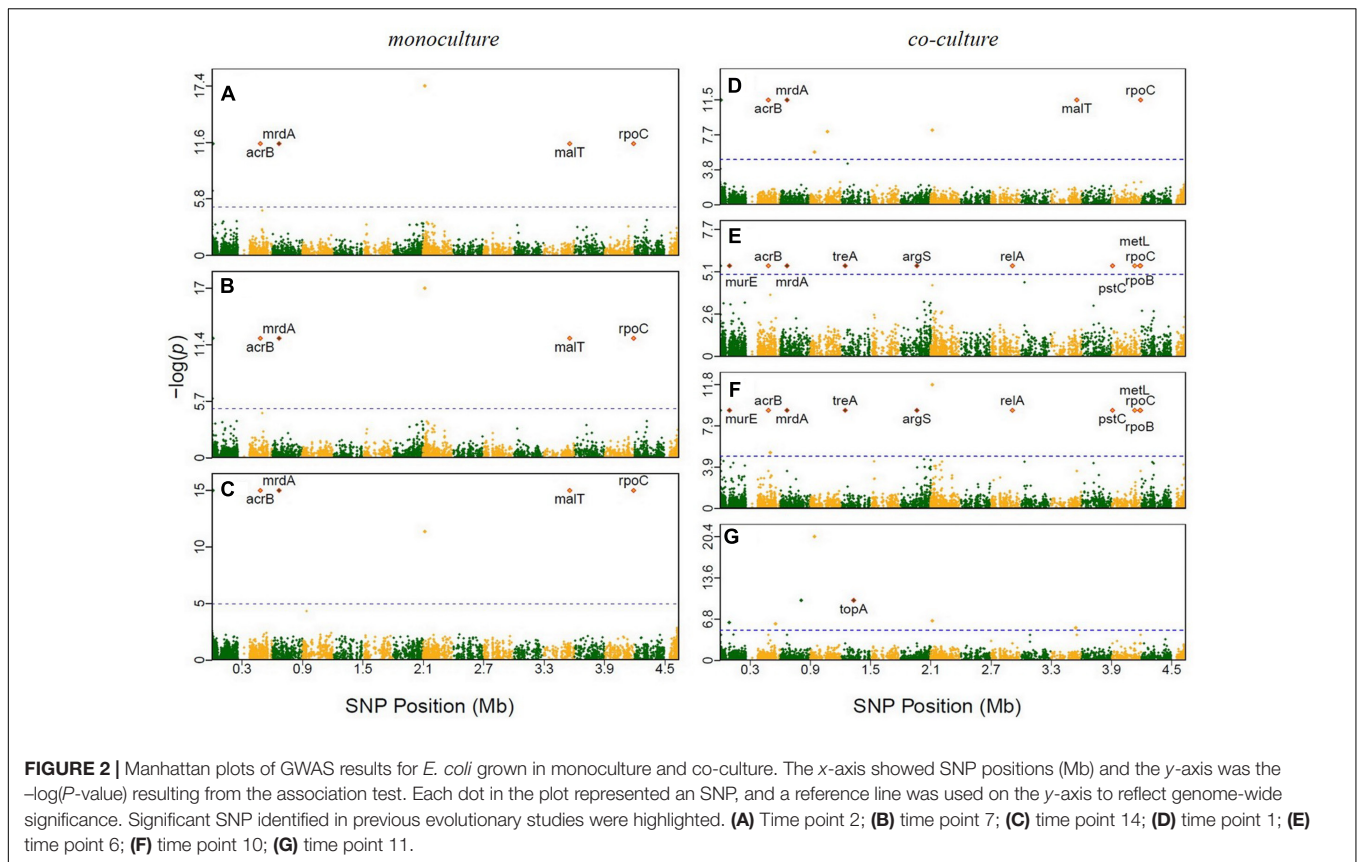 monoculture
co-culture
A
17.4
11.6
5.8
0
mrdA
acrB
malT
rpoC
B
17
11.4
5.7
0
mrdA
acrB
malT
rpoC
C
15
10
5
0
mrdA
acrB
malT
rpoC
−log(p)
0.3 0.9 1.5 2.1 2.7 3.3 3.9 4.5
SNP Position (Mb)
D
11.5
7.7
3.8
0
mrdA
acrB
malT
rpoC
E
7.7
5.1
2.6
0
murE
acrB
mrdA
treA
argS
relA
metL
rpoC
pstC
rpoB
F
11.8
7.9
3.9
0
murE
acrB
mrdA
treA
argS
relA
metL
rpoC
pstC
rpoB
G
20.4
13.6
6.8
0
topA
0.3 0.9 1.5 2.1 2.7 3.3 3.9 4.5
SNP Position (Mb)
FIGURE 2 | Manhattan plots of GWAS results for E. coli grown in monoculture and co-culture. The x-axis showed SNP positions (Mb) and the y-axis was the
–log(P-value) resulting from the association test. Each dot in the plot represented an SNP, and a reference line was used on the y-axis to reflect genome-wide
significance. Significant SNP identified in previous evolutionary studies were highlighted. (A) Time point 2; (B) time point 7; (C) time point 14; (D) time point 1; (E)
time point 6; (F) time point 10; (G) time point 11.